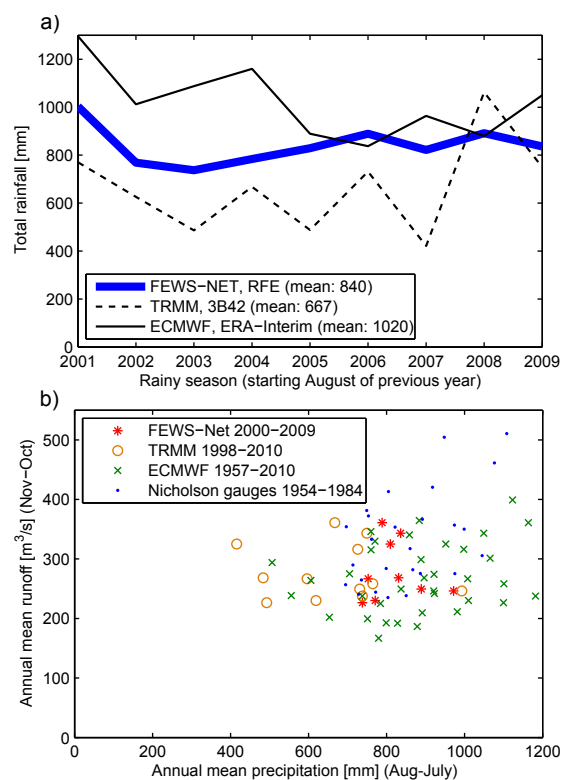 a)
1200
1000
800
600
400
200
0
Total rainfall [mm]
FEWS−NET, RFE (mean: 840)
TRMM, 3B42 (mean: 667)
ECMWF, ERA−Interim (mean: 1020)
2001 2002 2003 2004 2005 2006 2007 2008 2009
Rainy season (starting August of previous year)
b)
500
400
300
200
100
0
Annual mean runoff [m³/s] (Nov−Oct)
FEWS−Net 2000−2009
TRMM 1998−2010
ECMWF 1957−2010
Nicholson gauges 1954−1984
0 200 400 600 800 1000 1200
Annual mean precipitation [mm] (Aug−July)